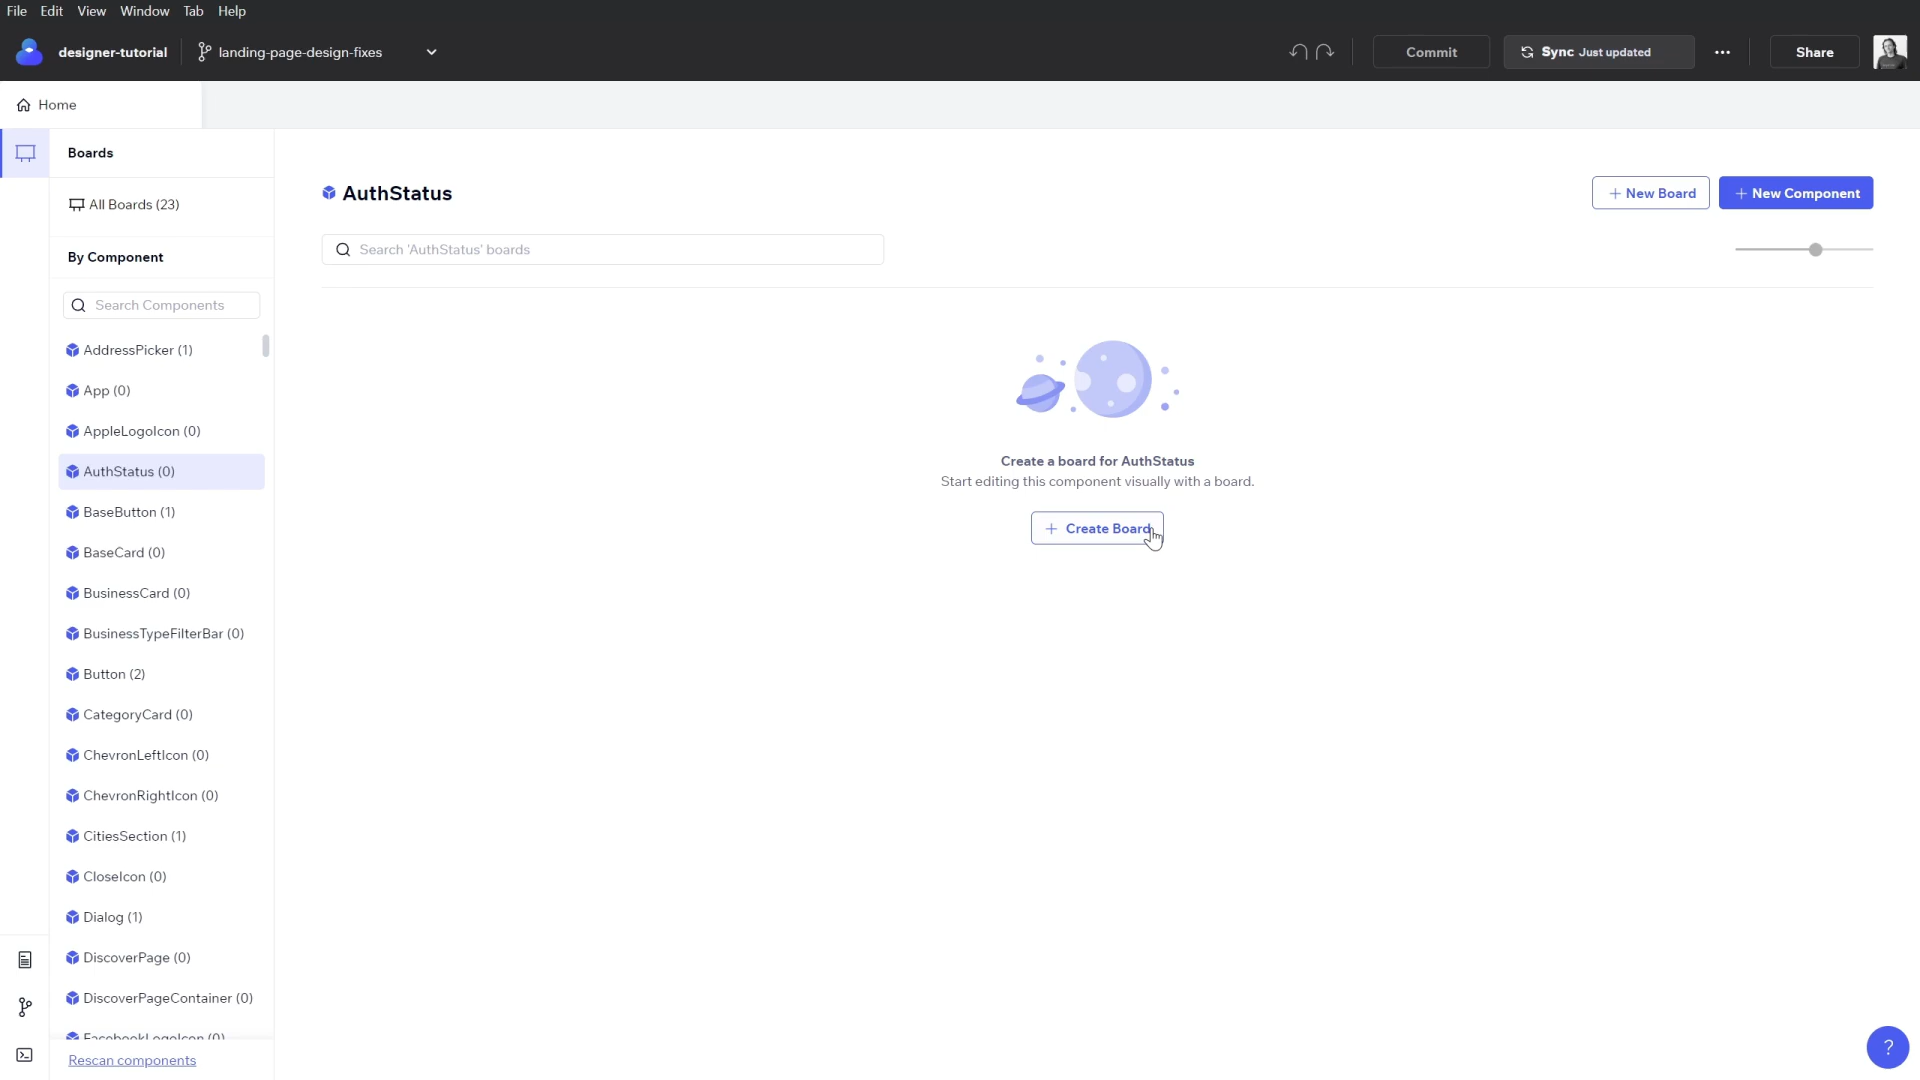 File Edit View Window Tab Help
designer-tutorial landing-page-design-fixes Commit Sync Just updated Share
Home
Boards
All Boards (23)
By Component
Search Components
AddressPicker (1)
App (0)
AppleLogoIcon (0)
AuthStatus (0)
BaseButton (1)
BaseCard (0)
BusinessCard (0)
BusinessTypeFilterBar (0)
Button (2)
CategoryCard (0)
ChevronLeftIcon (0)
ChevronRightIcon (0)
CitiesSection (1)
CloseIcon (0)
Dialog (1)
DiscoverPage (0)
DiscoverPageContainer (0)
FacebookLogoIcon (0)
Rescan components
AuthStatus
+ New Board + New Component
Search 'AuthStatus' boards
Create a board for AuthStatus
Start editing this component visually with a board.
+ Create Board
?